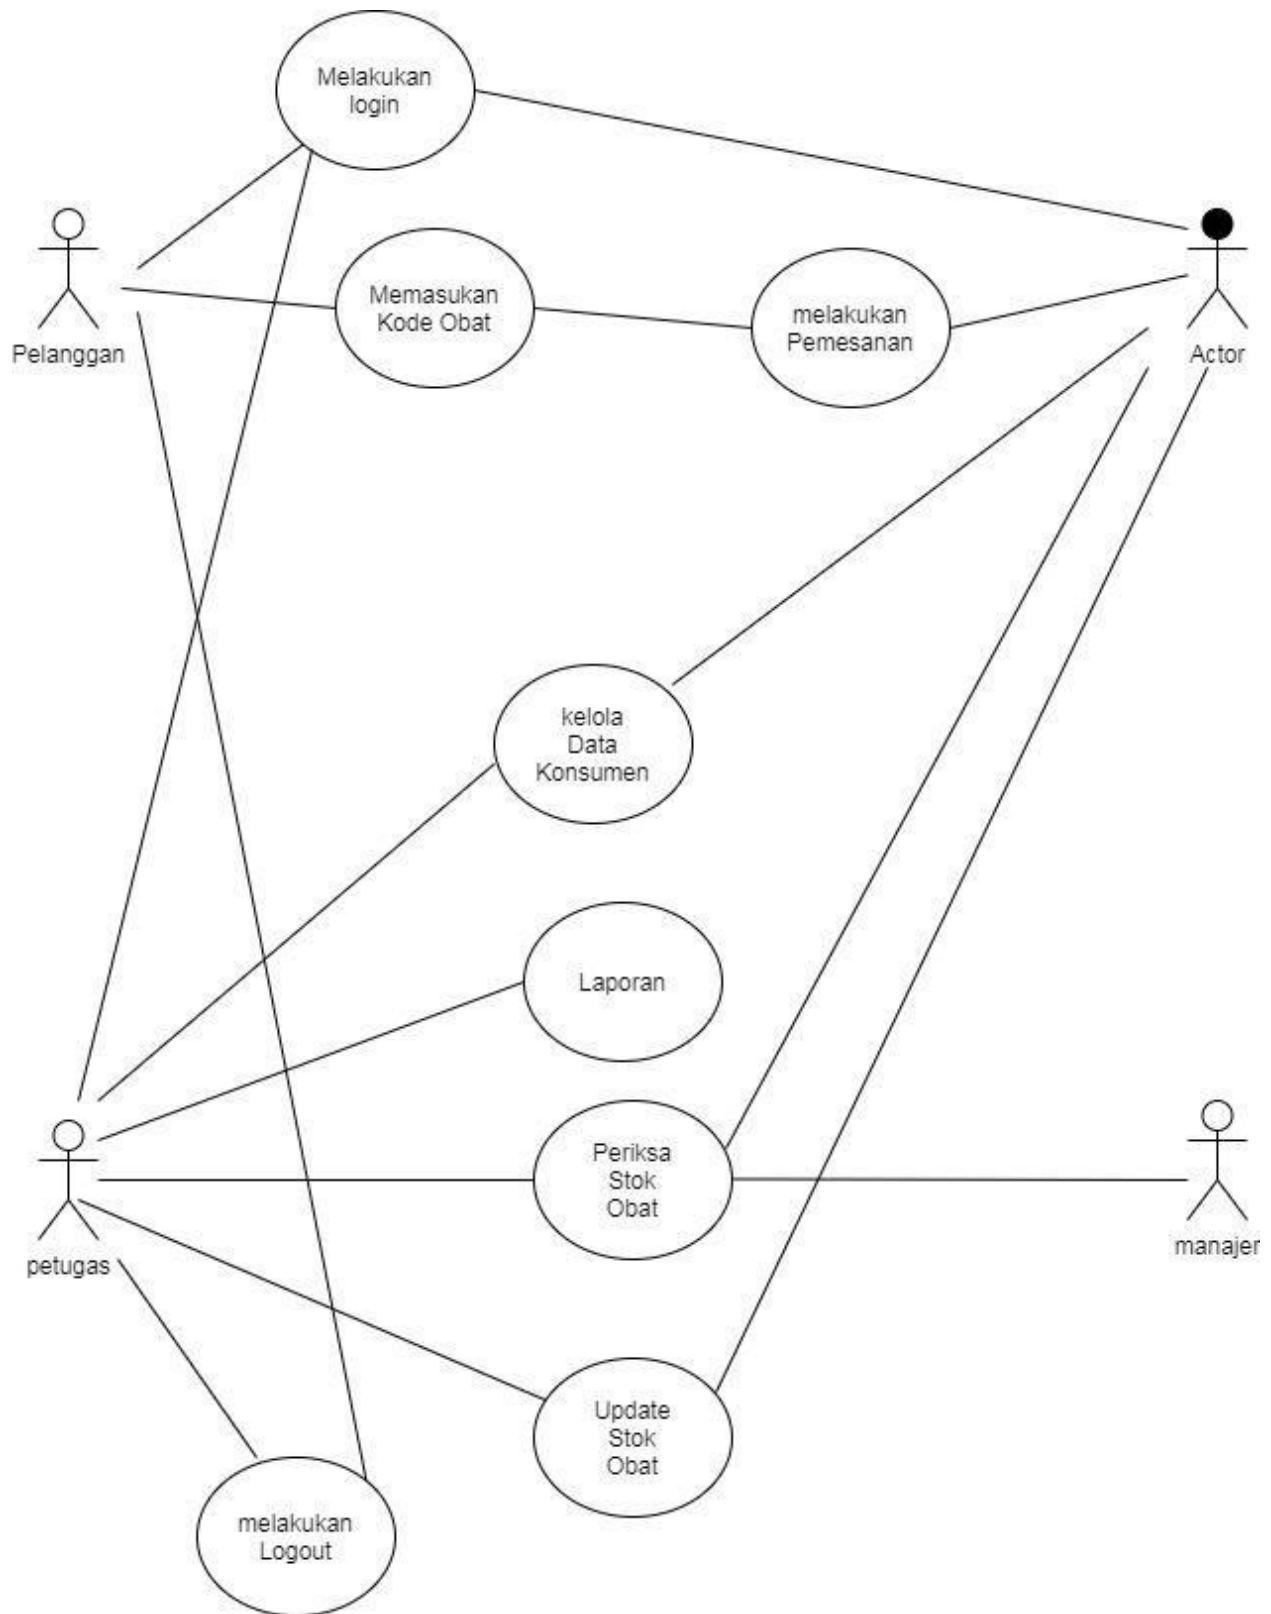 Melakukan
login
Pelanggan
Memasukan
Kode Obat
melakukan
Pemesanan
Actor
kelola
Data
Konsumen
Laporan
Periksa
Stok
Obat
manajer
petugas
Update
Stok
Obat
melakukan
Logout